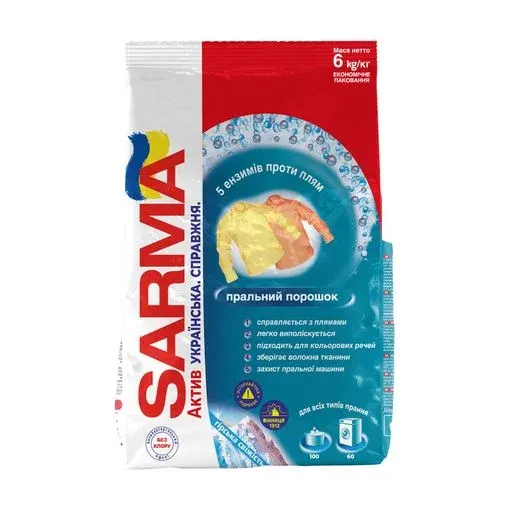 Маса нетто
6 kg/кг
ЕКОНОМІЧНЕ
ПАКОВАННЯ
SARMA
Актив УКРАЇНСЬКА. СПРАВЖНЯ.
5 ензимів проти плям
пральний порошок
справляється з плямами
легко виполіскується
підходить для кольорових речей
зберігає волокна тканини
захист пральної машини
ВІННИЦЯ
1912
для всіх типів прання
100
60
БЕЗ
ХЛОРУ
гірська свіжість